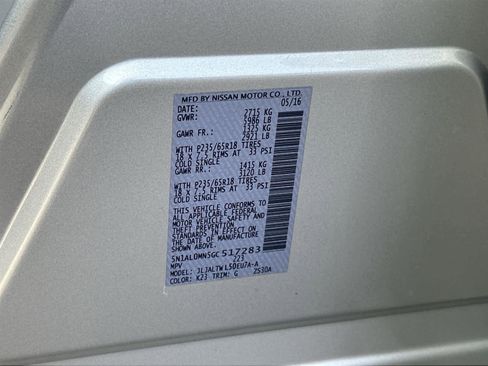 MFD BY NISSAN MOTOR CO., LTD.
DATE: 05/16
GVWR: 2715 KG
5986 LB
GAWR FR.: 1325 KG
2921 LB
WITH P235/65R18 TIRES
18 X 7.5 RIMS AT 33 PSI
COLD SINGLE
GAWR RR.: 1415 KG
3120 LB
WITH P235/65R18 TIRES
18 X 7.5 RIMS AT 33 PSI
COLD SINGLE
THIS VEHICLE CONFORMS TO
ALL APPLICABLE FEDERAL
MOTOR VEHICLE SAFETY
STANDARDS IN EFFECT ON
THE DATE OF MANUFACTURE
SHOWN ABOVE.
5N1AL0MN5GC517283
MPV 223
MODEL: JLJALTWL50EU7A-A
COLOR: K23 TRIM: G ZS30A